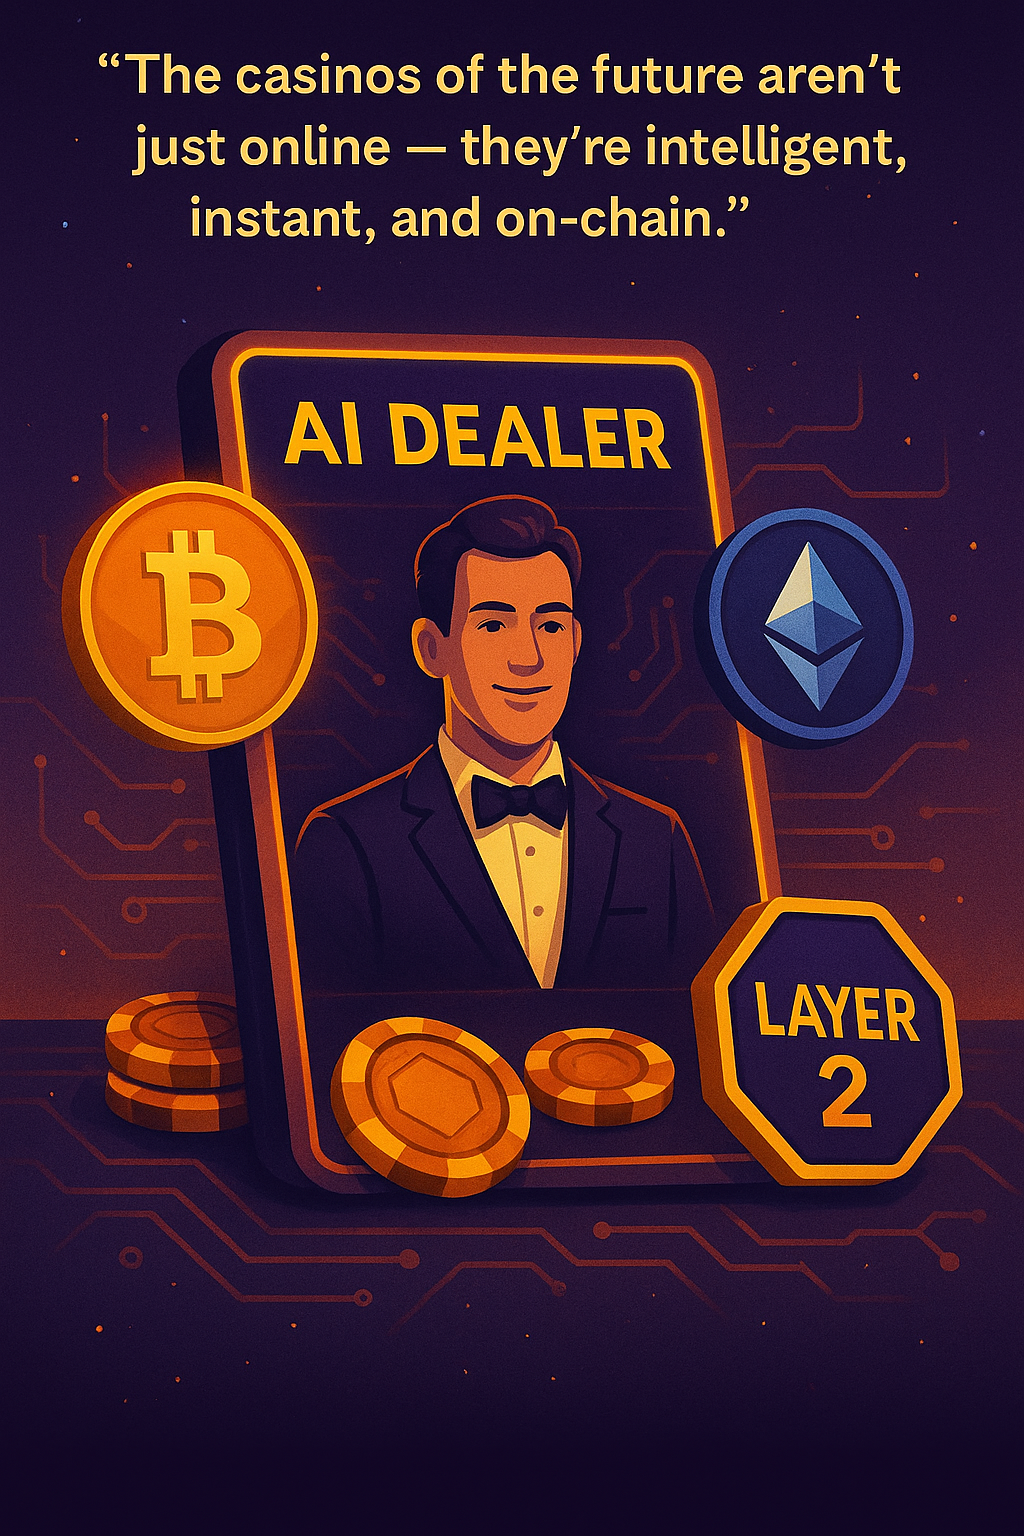 “The casinos of the future aren’t
just online — they’re intelligent,
instant, and on-chain.”
AI DEALER
LAYER
2